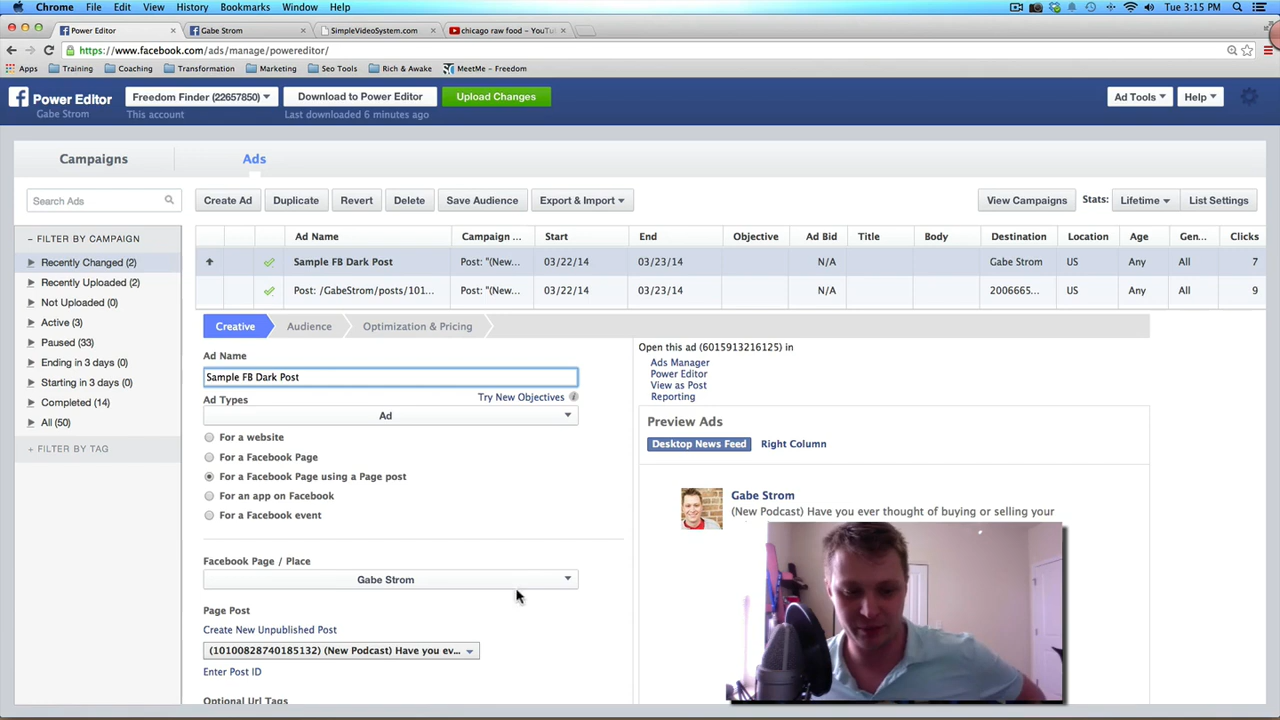 Chrome File Edit View History Bookmarks Window Help Tue 3:15 PM
Power Editor Gabe Strom SimpleVideoSystem.com chicago raw food - YouTu
https://www.facebook.com/ads/manage/powereditor/
Apps Training Coaching Transformation Marketing Seo Tools Rich & Awake MeetMe - Freedom
Power Editor Freedom Finder (22657850) Download to Power Editor Upload Changes Ad Tools Help
Gabe Strom This account Last downloaded 6 minutes ago
Campaigns Ads
Search Ads Create Ad Duplicate Revert Delete Save Audience Export & Import View Campaigns Stats: Lifetime List Settings
– FILTER BY CAMPAIGN Ad Name Campaign ... Start End Objective Ad Bid Title Body Destination Location Age Gen... Clicks
Recently Changed (2) Sample FB Dark Post Post: "(New... 03/22/14 03/23/14 N/A Gabe Strom US Any All 7
Recently Uploaded (2) Post: /GabeStrom/posts/101... Post: "(New... 03/22/14 03/23/14 N/A 2006665... US Any All 9
Not Uploaded (0)
Active (3) Creative Audience Optimization & Pricing
Paused (33) Open this ad (6015913216125) in
Ending in 3 days (0) Ad Name Ads Manager
Starting in 3 days (0) Sample FB Dark Post Power Editor
View as Post
Completed (14) Ad Types Try New Objectives Reporting
All (50) Ad Preview Ads
+ FILTER BY TAG For a website Desktop News Feed Right Column
For a Facebook Page
For a Facebook Page using a Page post
For an app on Facebook Gabe Strom
For a Facebook event (New Podcast) Have you ever thought of buying or selling your
Facebook Page / Place
Gabe Strom
Page Post
Create New Unpublished Post
(10100828740185132) (New Podcast) Have you ev...
Enter Post ID
Optional Url Tags